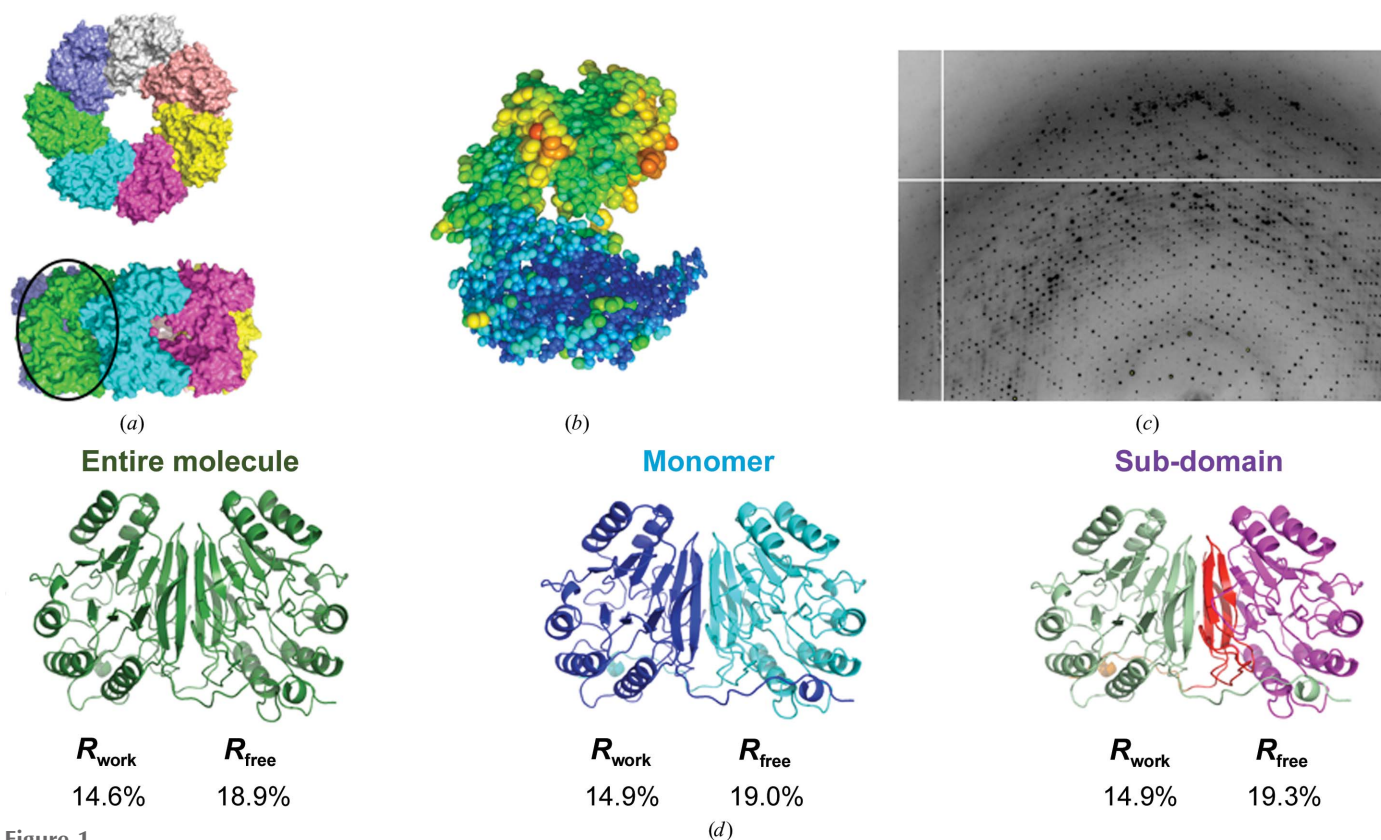 (a)
(b)
(c)
Entire molecule
Monomer
Sub-domain
Rwork Rfree
14.6% 18.9%
Rwork Rfree
14.9% 19.0%
Rwork Rfree
14.9% 19.3%
(d)
Figure 1